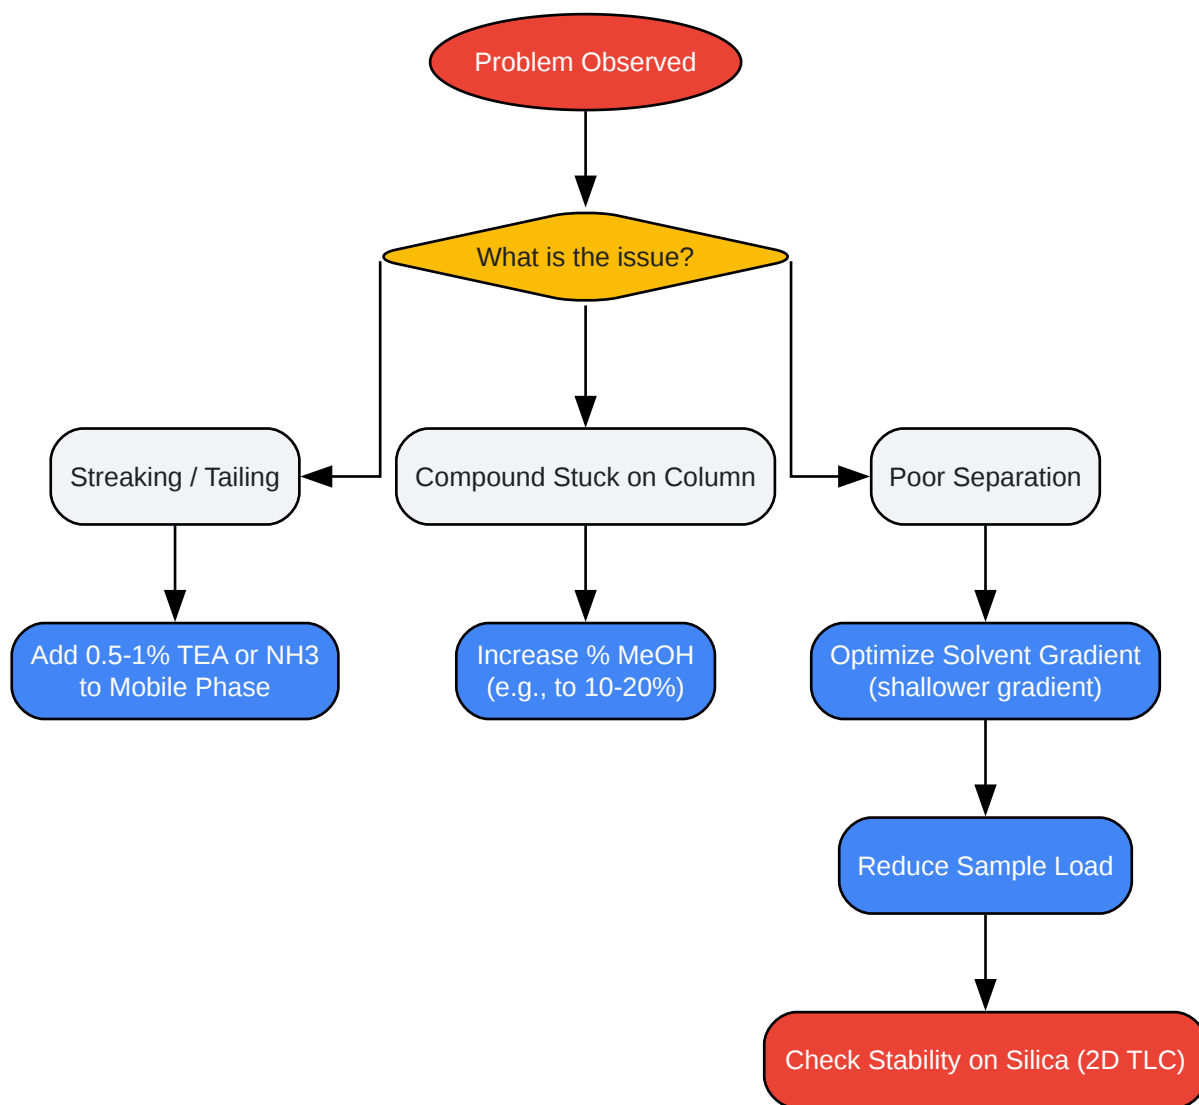 Problem Observed
What is the issue?
Streaking / Tailing
Compound Stuck on Column
Poor Separation
Add 0.5-1% TEA or NH3
to Mobile Phase
Increase % MeOH
(e.g., to 10-20%)
Optimize Solvent Gradient
(shallower gradient)
Reduce Sample Load
Check Stability on Silica (2D TLC)